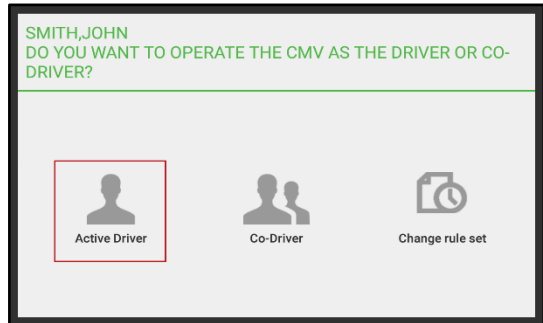 SMITH,JOHN
DO YOU WANT TO OPERATE THE CMV AS THE DRIVER OR CO-
DRIVER?
Active Driver
Co-Driver
Change rule set